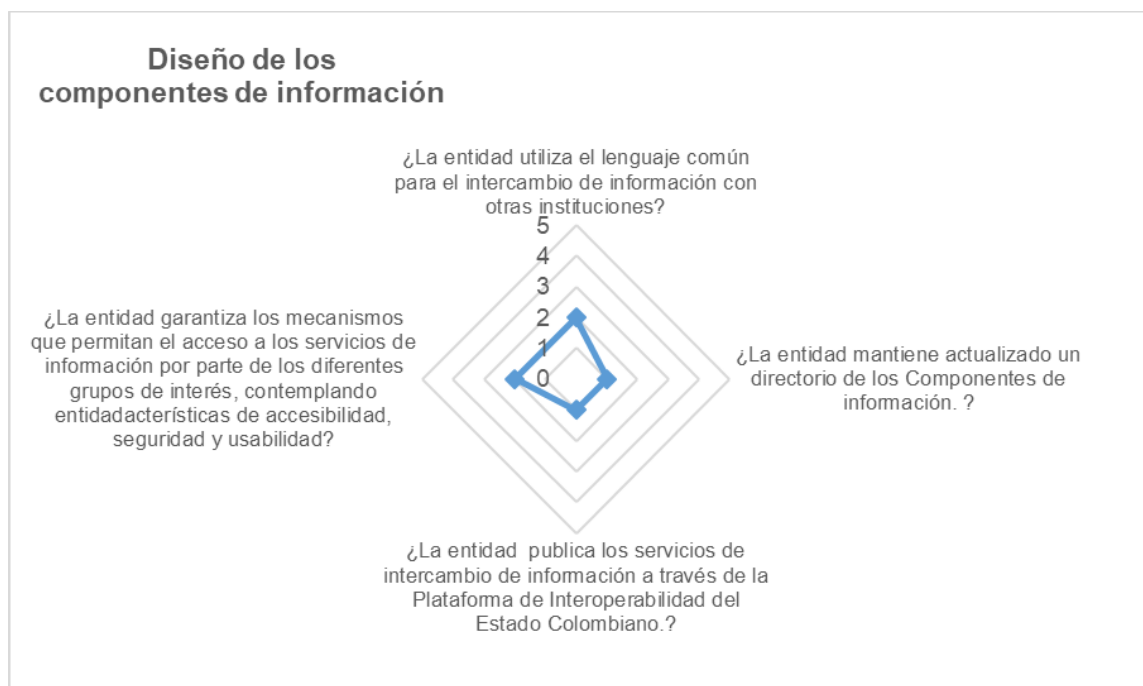 Diseño de los
componentes de información
¿La entidad utiliza el lenguaje común
para el intercambio de información con
otras instituciones?
5
4
3
2
1
0
¿La entidad garantiza los mecanismos
que permitan el acceso a los servicios de
información por parte de los diferentes
grupos de interés, contemplando
entidadacterísticas de accesibilidad,
seguridad y usabilidad?
¿La entidad mantiene actualizado un
directorio de los Componentes de
información. ?
¿La entidad  publica los servicios de
intercambio de información a través de la
Plataforma de Interoperabilidad del
Estado Colombiano.?